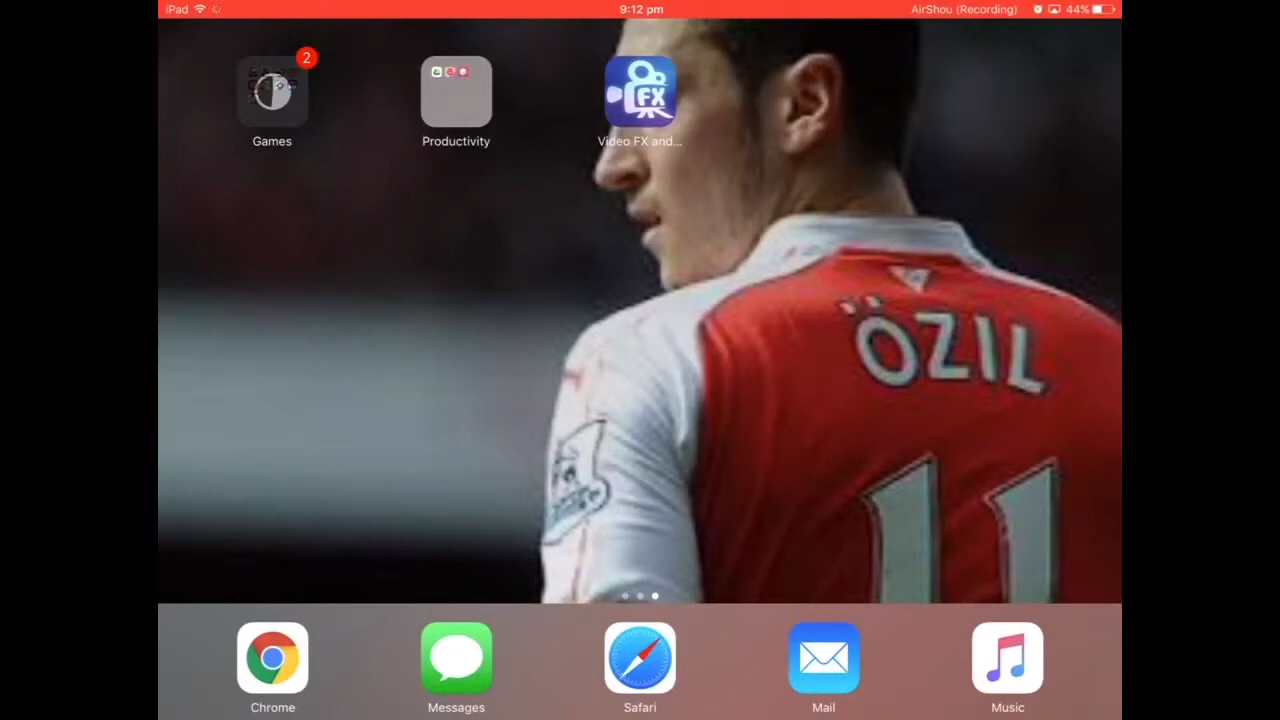 iPad 9:12 pm AirShou (Recording) 44%
2
FX
Games Productivity Video FX and...
ÖZIL
11
Chrome Messages Safari Mail Music